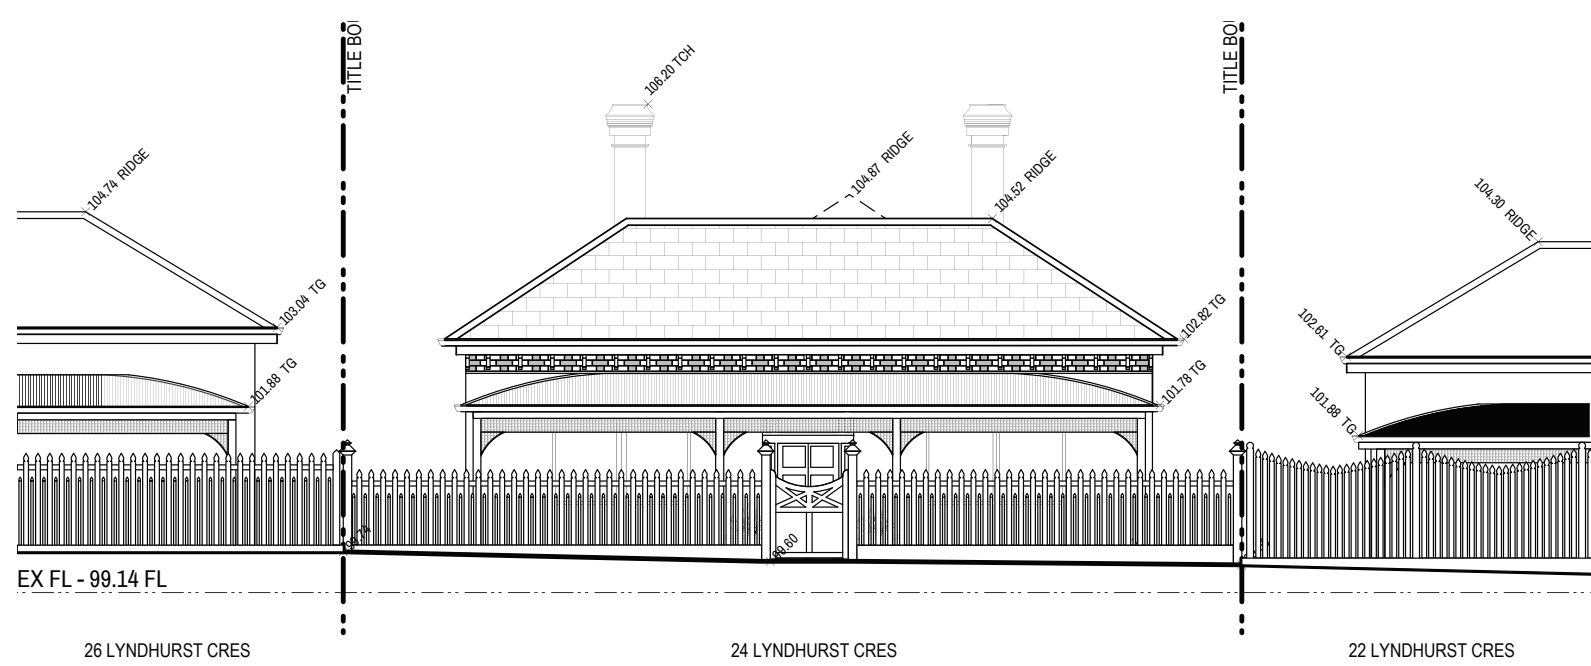 TITLE BO
TITLE BO
106.20 TCH
104.74 RIDGE
104.87 RIDGE
104.52 RIDGE
104.30 RIDGE
103.04 TG
102.82 TG
102.61 TG
101.88 TG
101.78 TG
101.88 TG
99.74
99.60
EX FL - 99.14 FL
26 LYNDHURST CRES
24 LYNDHURST CRES
22 LYNDHURST CRES